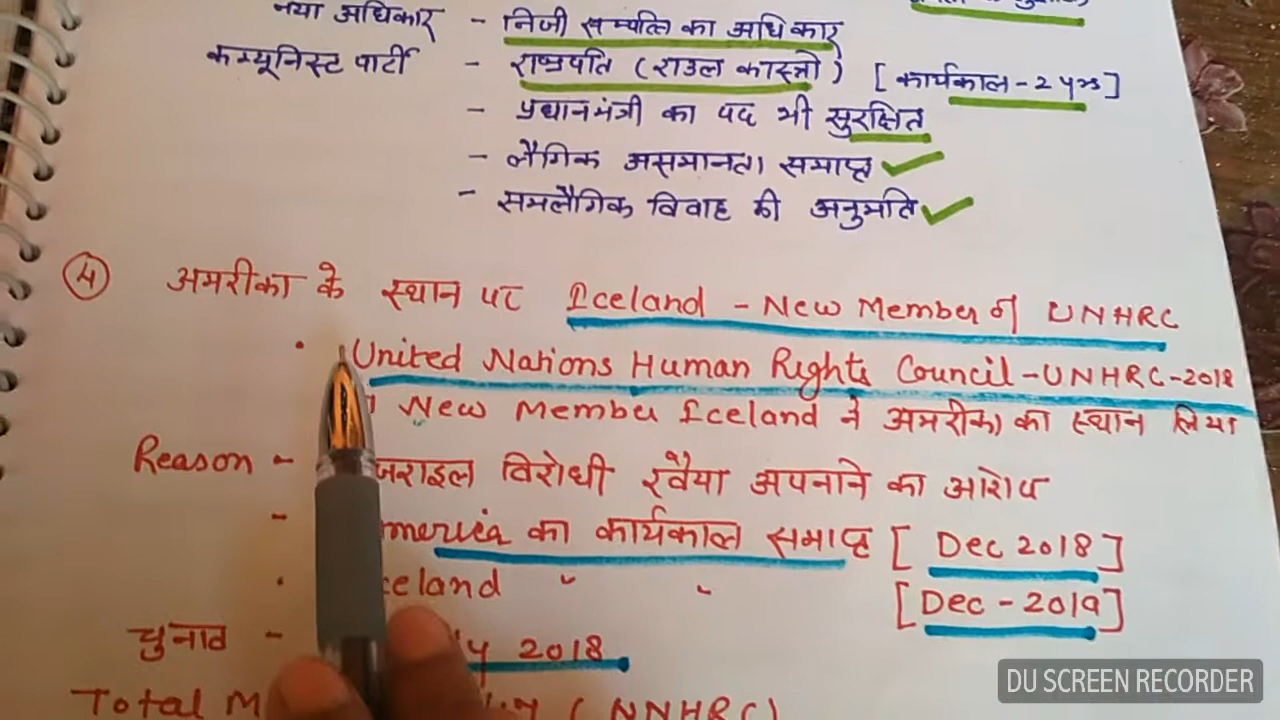 नया अधिकार - निजी सम्पत्ति का अधिकार
कम्यूनिस्ट पार्टी - राष्ट्रपति (राउल कास्त्रो) [कार्यकाल - 2 yrs]
- प्रधानमंत्री का पद भी सुरक्षित
- लैगिक असमानता समाप्त
- समलैगिक विवाह की अनुमति
4 अमरीका के स्थान पर Iceland - New Member of UNHRC
United Nations Human Rights Council - UNHRC - 2018
New Member Iceland ने अमरीका का स्थान लिया
Reason - जराइल विरोधी रवैया अपनाने का आरोप
- merica का कार्यकाल समाप्त [Dec 2018]
celand " " [Dec - 2019]
चुनाव - y 2018
Total M
DU SCREEN RECORDER